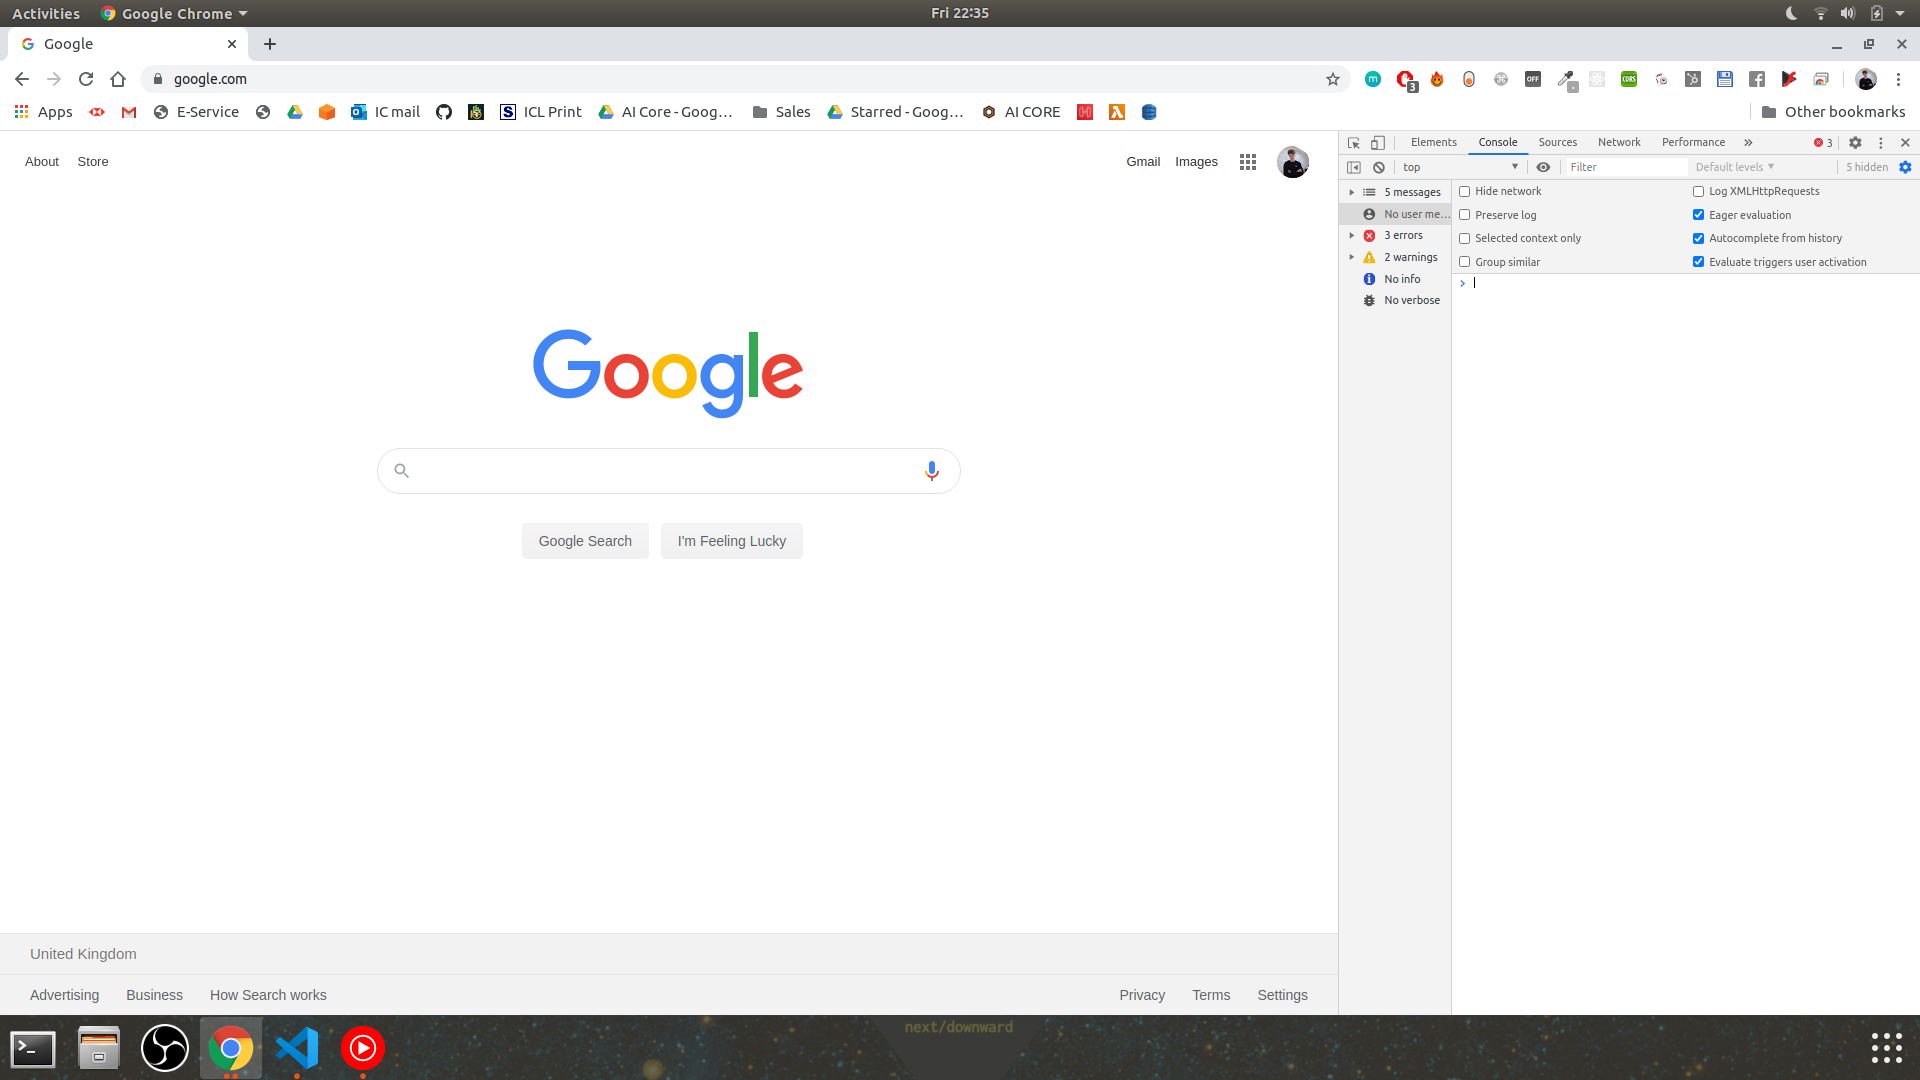 Activities Google Chrome Fri 22:35
Google
google.com 3 OFF CORS
Apps E-Service IC mail ICL Print AI Core - Goog... Sales Starred - Goog... AI CORE Other bookmarks
About Store Gmail Images
Google
Google Search I'm Feeling Lucky
United Kingdom
Advertising Business How Search works Privacy Terms Settings
Elements Console Sources Network Performance » 3
top Filter Default levels 5 hidden
5 messages
No user me...
3 errors
2 warnings
No info
No verbose
Hide network Log XMLHttpRequests
Preserve log Eager evaluation
Selected context only Autocomplete from history
Group similar Evaluate triggers user activation
next/downward